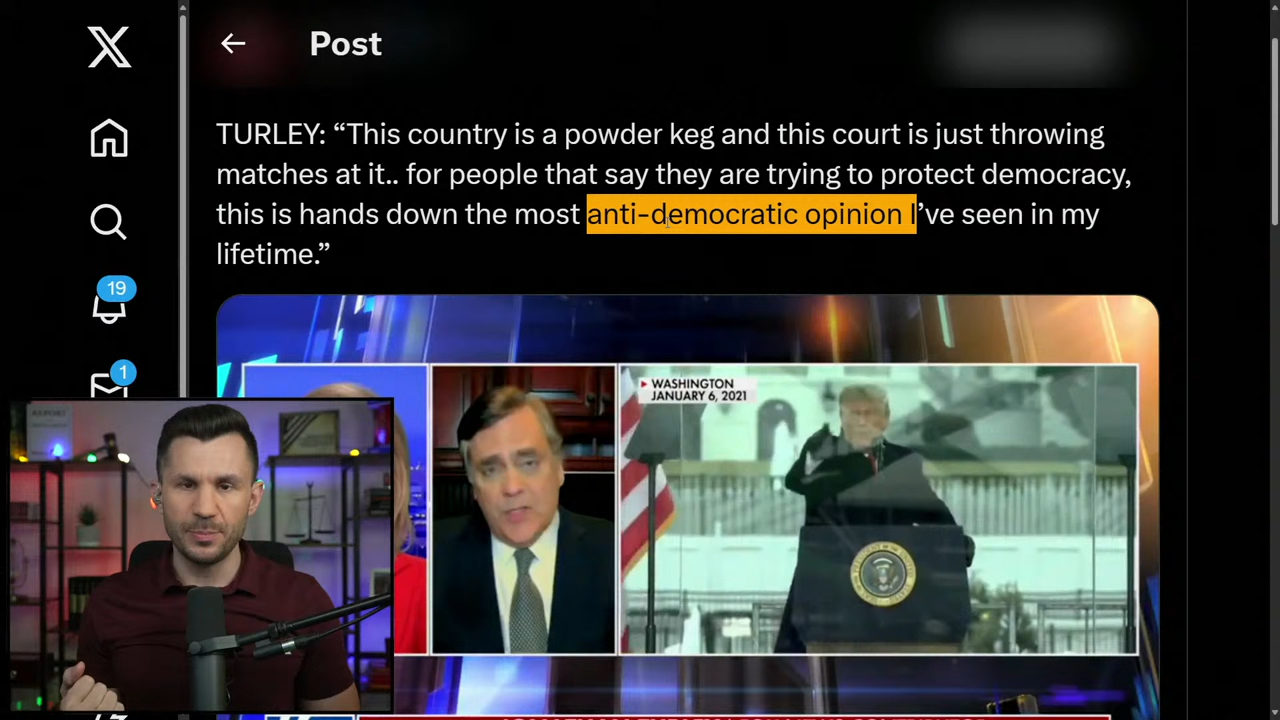 Post
TURLEY: “This country is a powder keg and this court is just throwing
matches at it.. for people that say they are trying to protect democracy,
this is hands down the most anti-democratic opinion I’ve seen in my
lifetime.”
19
1
WASHINGTON
JANUARY 6, 2021